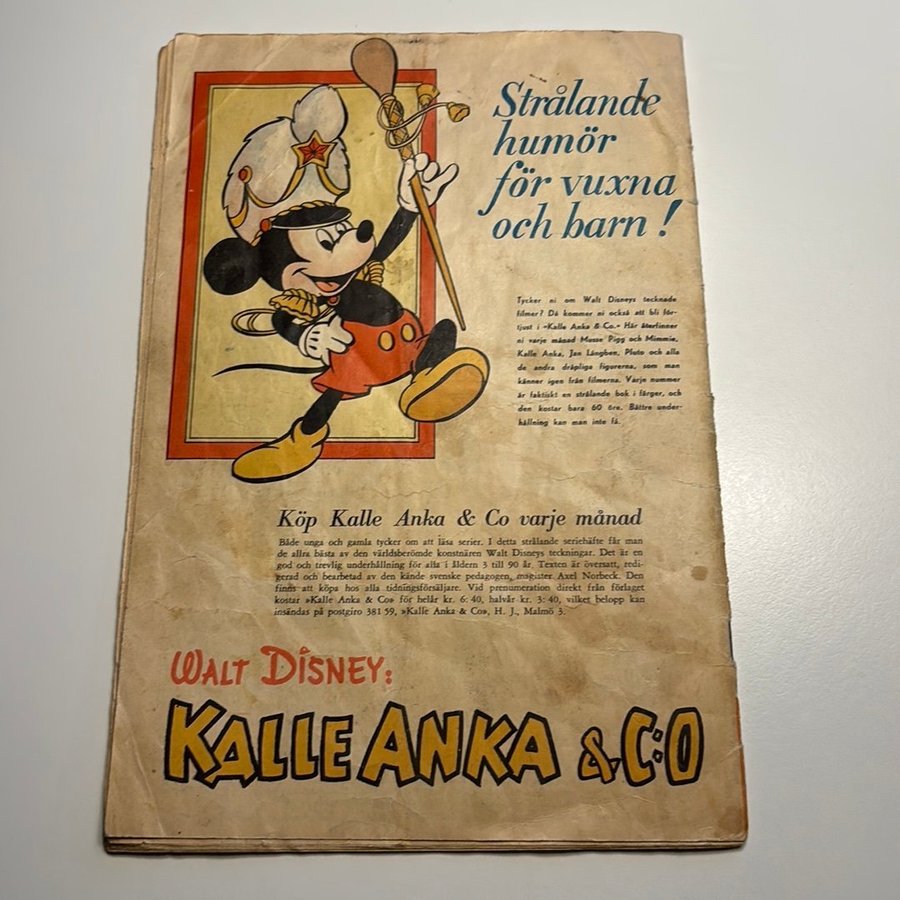 Strålande
humör
för vuxna
och barn !
Tycker ni om Walt Disneys tecknade
filmer? Då kommer ni också att bli för-
tjust i »Kalle Anka & Co.» Här återfinner
ni varje månad Musse Pigg och Mimmie,
Kalle Anka, Jan Långben, Pluto och alla
de andra dråpliga figurerna, som man
känner igen från filmerna. Varje nummer
är faktiskt en strålande bok i färger, och
den kostar bara 60 öre. Bättre under-
hållning kan man inte få.
Köp Kalle Anka & Co varje månad
Både unga och gamla tycker om att läsa serier. I detta strålande seriehäfte får man
de allra bästa av den världsberömde konstnären Walt Disneys teckningar. Det är en
god och trevlig underhållning för alla i åldern 3 till 90 år. Texten är översatt, redi-
gerad och bearbetad av den kände svenske pedagogen, magister Axel Norbeck. Den
finns att köpa hos alla tidningsförsäljare. Vid prenumeration direkt från förlaget
kostar »Kalle Anka & Co» för helår kr. 6: 40, halvår kr. 3: 40, vilket belopp kan
insändas på postgiro 381 59, »Kalle Anka & Co», H. J., Malmö 3.
WALT DISNEY:
KALLE ANKA & C:O